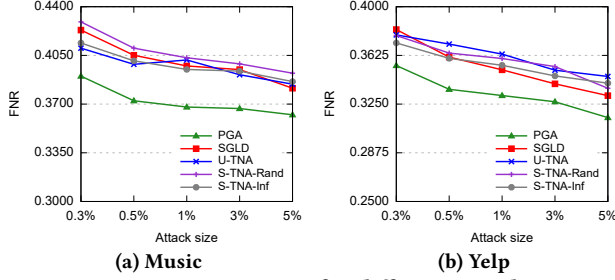 0.4400
0.4050
0.3700
0.3350
0.3000
FNR
PGA
SGLD
U-TNA
S-TNA-Rand
S-TNA-Inf
0.3% 0.5% 1% 3% 5%
Attack size
(a) Music
0.4000
0.3625
0.3250
0.2875
0.2500
FNR
PGA
SGLD
U-TNA
S-TNA-Rand
S-TNA-Inf
0.3% 0.5% 1% 3% 5%
Attack size
(b) Yelp